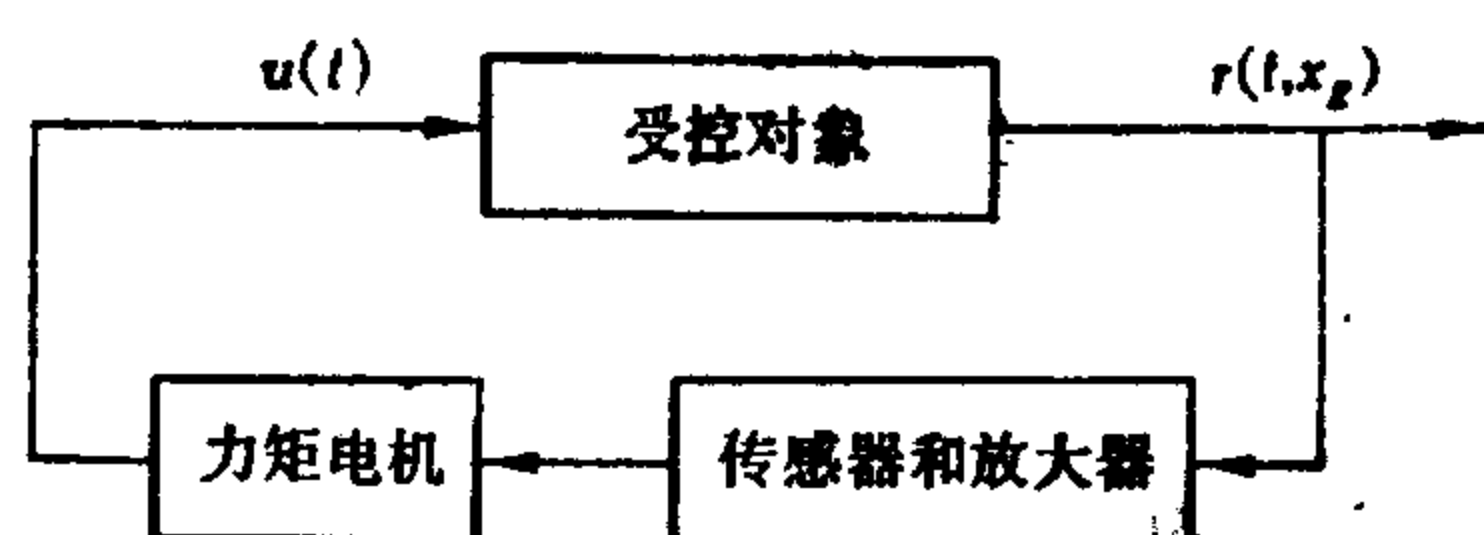 u(t)
r(t,x_g)
受控对象
力矩电机
传感器和放大器